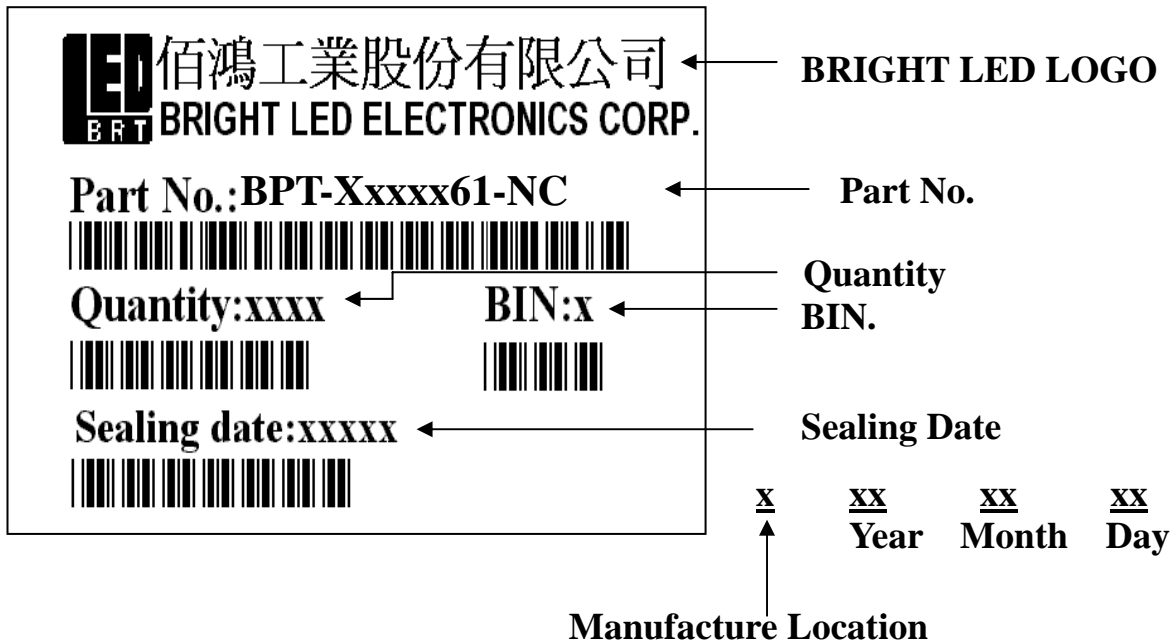 LED 佰鴻工業股份有限公司
BRT BRIGHT LED ELECTRONICS CORP.
BRIGHT LED LOGO
Part No.:BPT-Xxxxx61-NC
Part No.
Quantity:xxxx
BIN:x
Quantity
BIN.
Sealing date:xxxxx
Sealing Date
x xx xx xx
Year Month Day
Manufacture Location